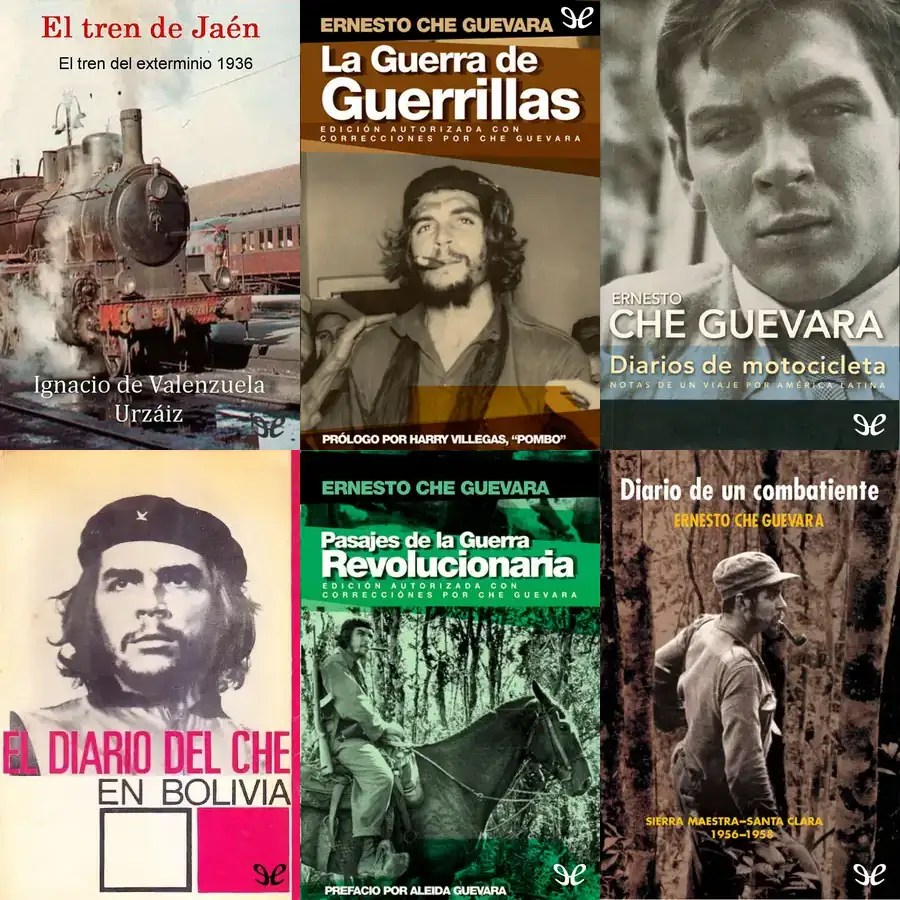 El tren de Jaén
El tren del exterminio 1936
Ignacio de Valenzuela
Urzáiz
ERNESTO CHE GUEVARA
La Guerra de
Guerrillas
EDICIÓN AUTORIZADA CON
CORRECCIONES POR CHE GUEVARA
PRÓLOGO POR HARRY VILLEGAS, “POMBO”
ERNESTO
CHE GUEVARA
Diarios de motocicleta
NOTAS DE UN VIAJE POR AMÉRICA LATINA
EL DIARIO DEL CHE
EN BOLIVIA
ERNESTO CHE GUEVARA
Pasajes de la Guerra
Revolucionaria
EDICIÓN AUTORIZADA CON
CORRECCIÓNES POR CHE GUEVARA
PREFACIO POR ALEIDA GUEVARA
Diario de un combatiente
ERNESTO CHE GUEVARA
SIERRA MAESTRA–SANTA CLARA
1956–1958